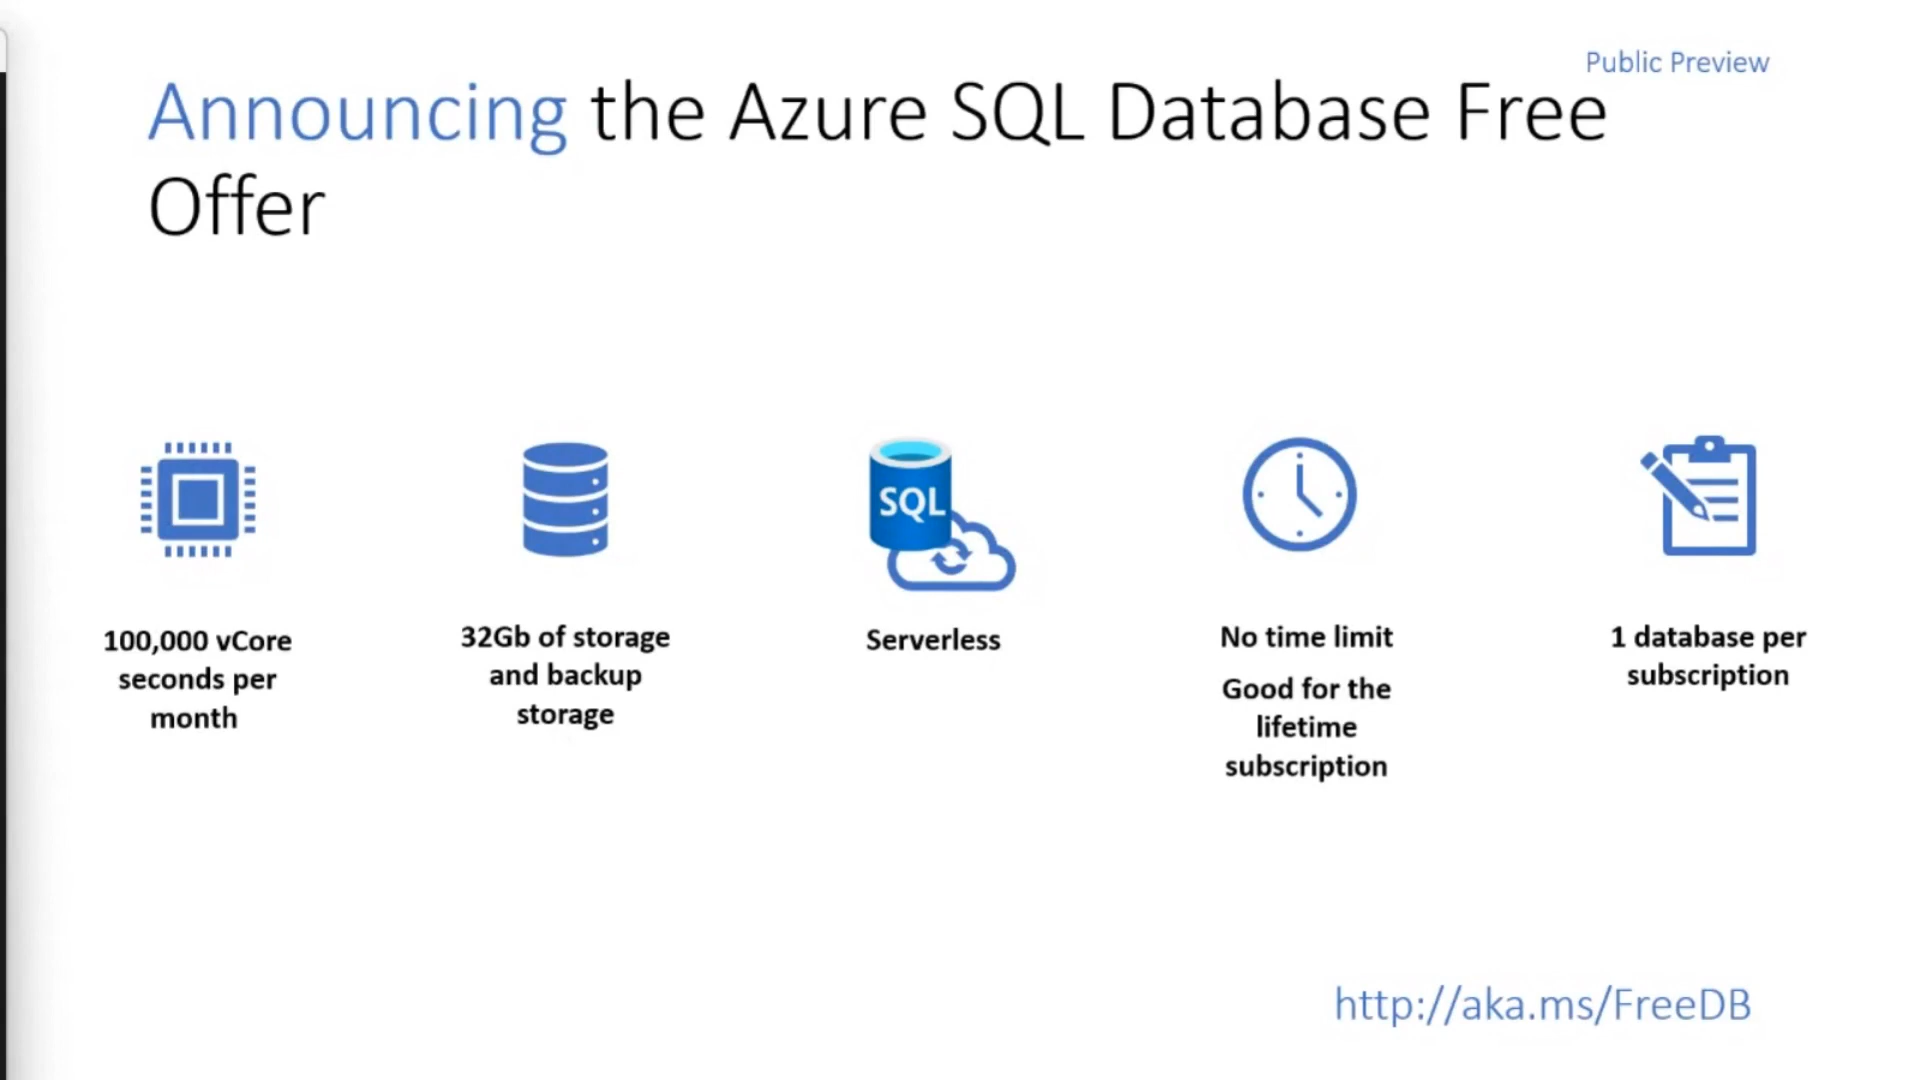 Public Preview
Announcing the Azure SQL Database Free
Offer
SQL
100,000 vCore
seconds per
month
32Gb of storage
and backup
storage
Serverless
No time limit
Good for the
lifetime
subscription
1 database per
subscription
http://aka.ms/FreeDB